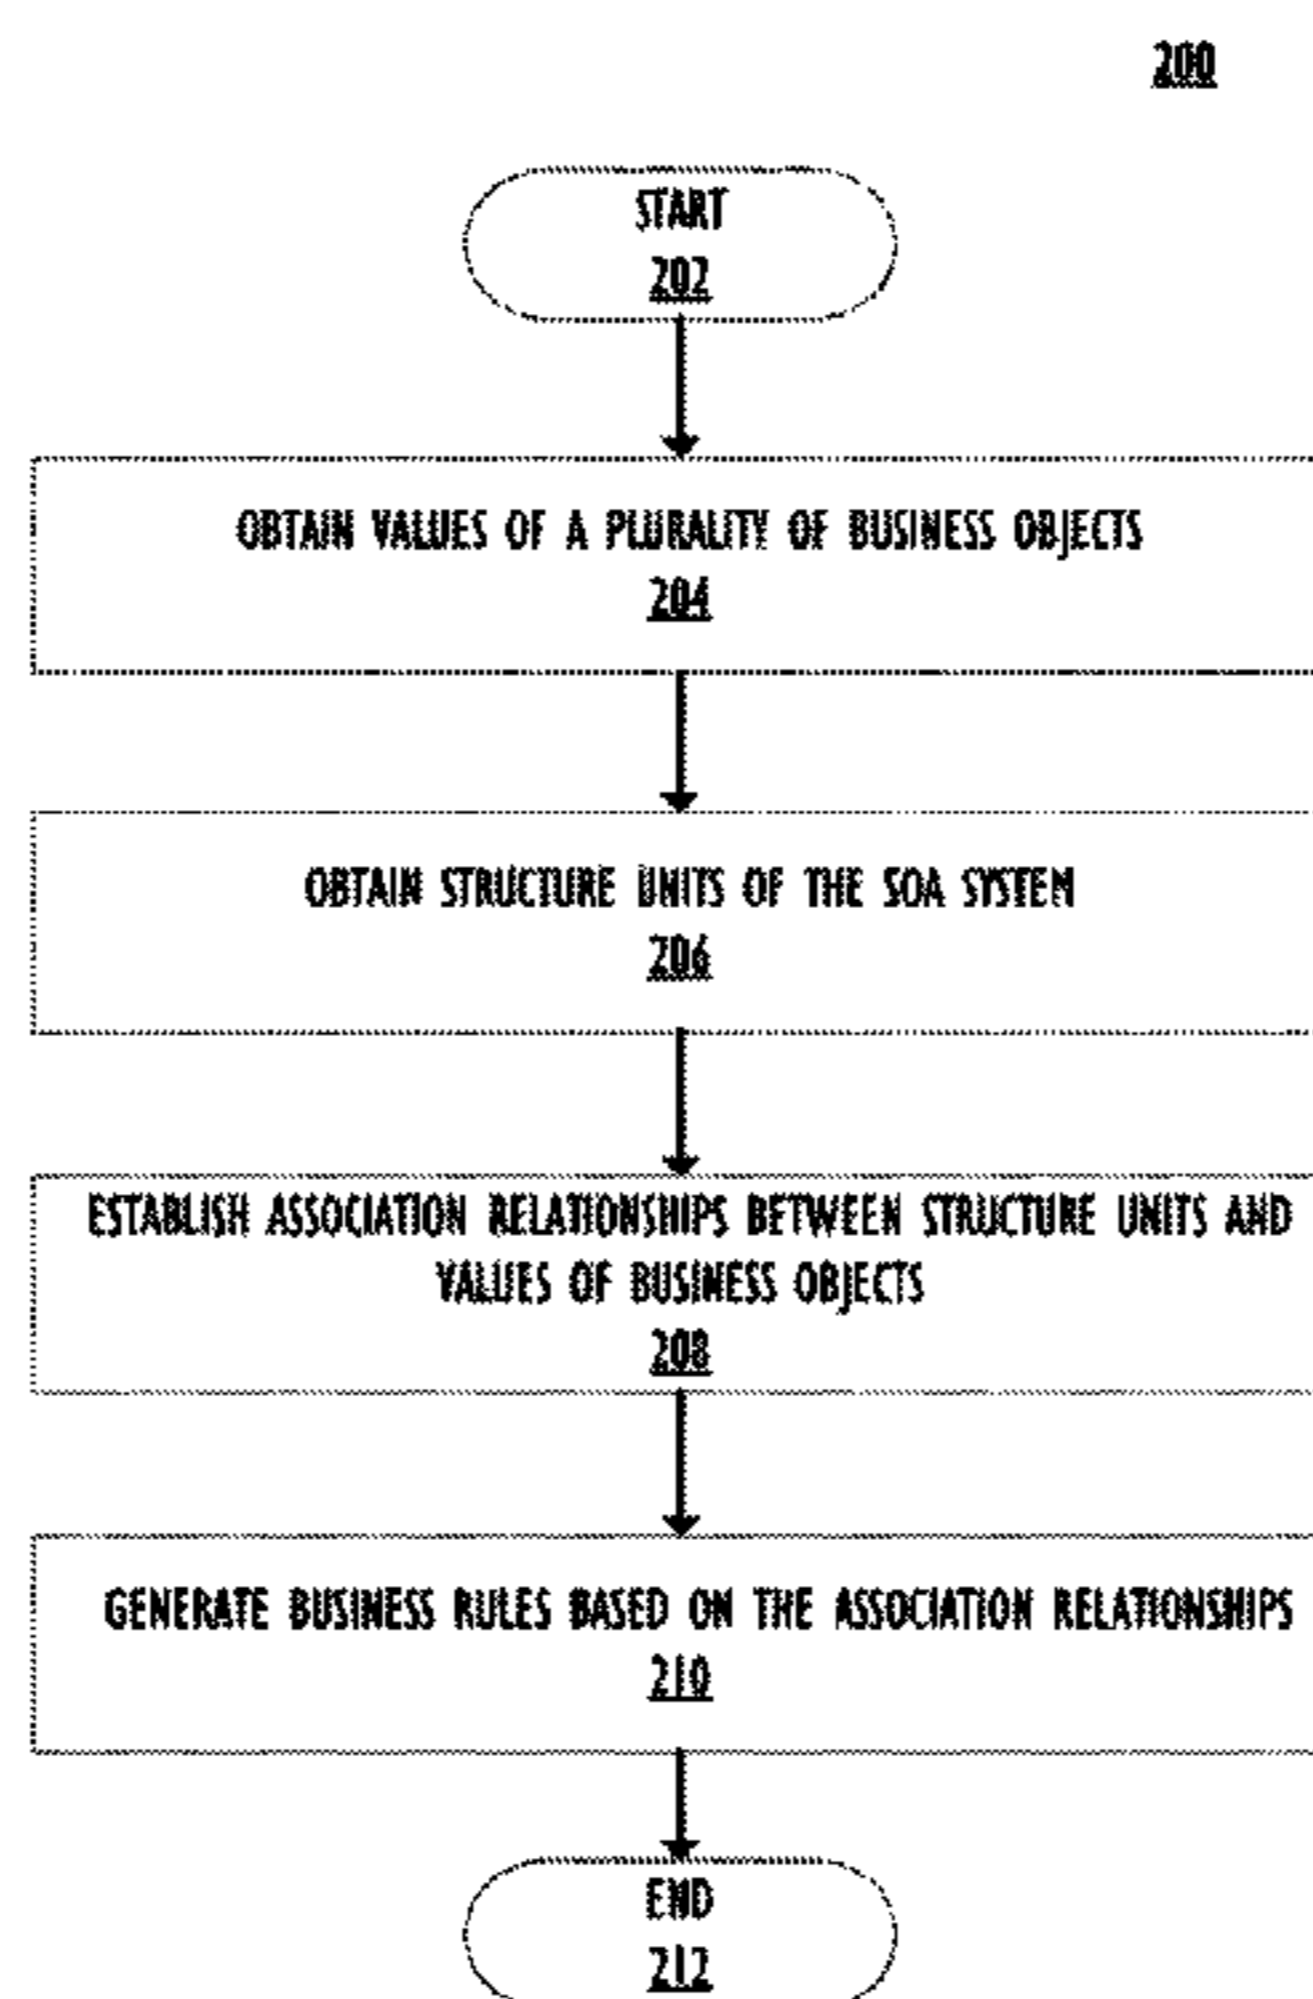 200
START
202
OBTAIN VALUES OF A PLURALITY OF BUSINESS OBJECTS
204
OBTAIN STRUCTURE UNITS OF THE SOA SYSTEM
206
ESTABLISH ASSOCIATION RELATIONSHIPS BETWEEN STRUCTURE UNITS AND
VALUES OF BUSINESS OBJECTS
208
GENERATE BUSINESS RULES BASED ON THE ASSOCIATION RELATIONSHIPS
210
END
212